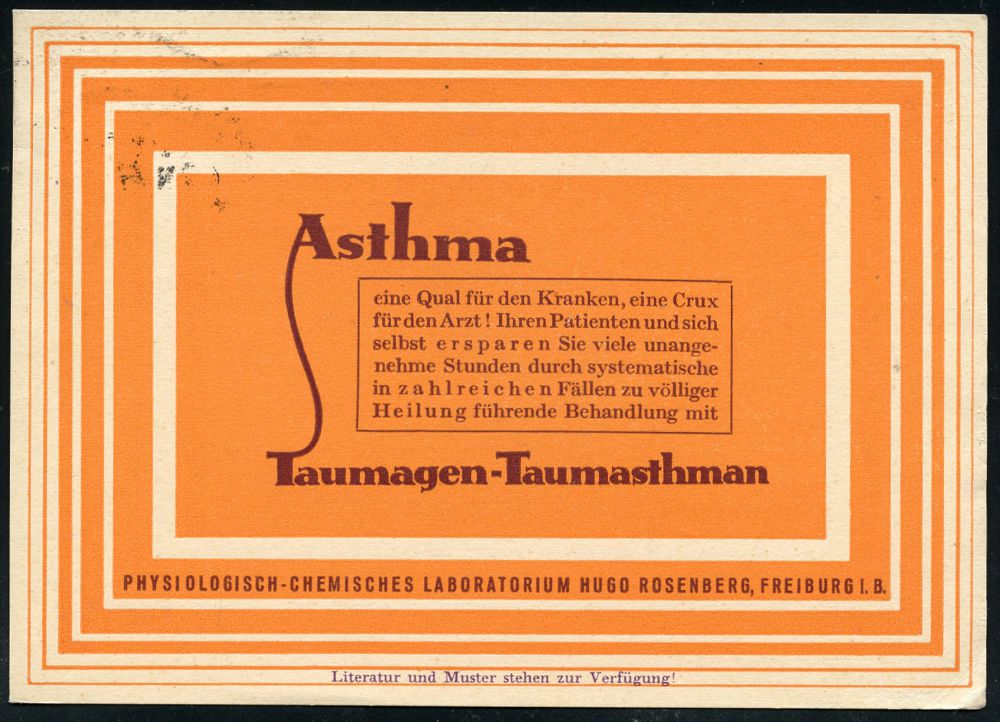 Asthma
eine Qual für den Kranken, eine Crux
für den Arzt! Ihren Patienten und sich
selbst ersparen Sie viele unange-
nehme Stunden durch systematische
in zahlreichen Fällen zu völliger
Heilung führende Behandlung mit
Taumagen-Taumasthman
PHYSIOLOGISCH-CHEMISCHES LABORATORIUM HUGO ROSENBERG, FREIBURG I. B.
Literatur und Muster stehen zur Verfügung!